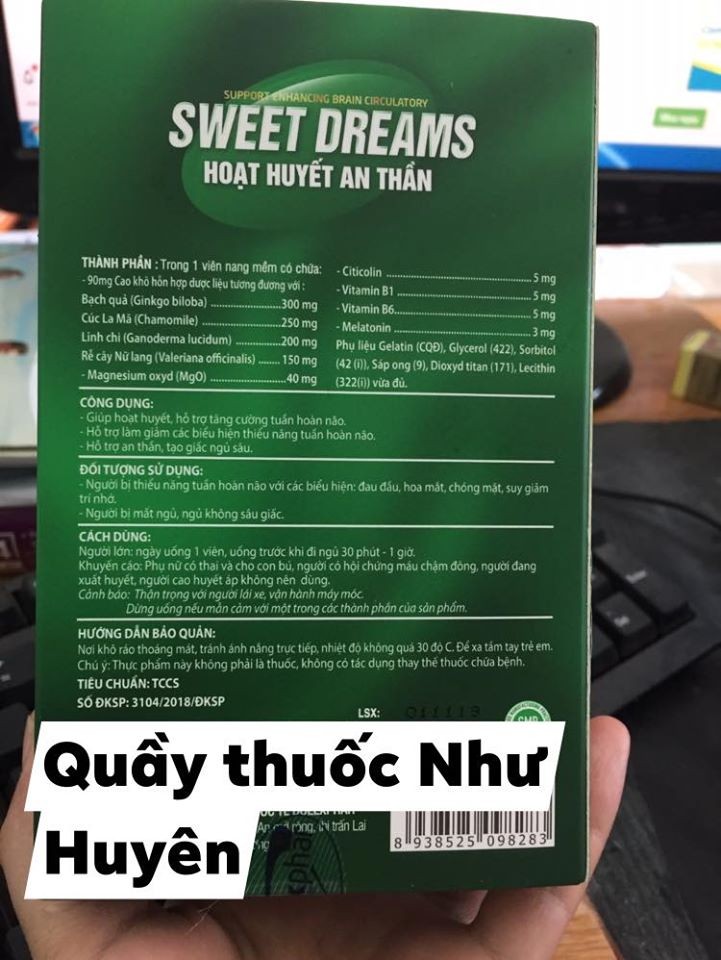 SUPPORT ENHANCING BRAIN CIRCULATORY
SWEET DREAMS
HOẠT HUYẾT AN THẦN
THÀNH PHẦN : Trong 1 viên nang mềm có chứa:
- 90mg Cao khô hỗn hợp dược liệu tương đương với :
Bạch quả (Ginkgo biloba) ........................300 mg
Cúc La Mã (Chamomile) ........................250 mg
Linh chi (Ganoderma lucidum) ................200 mg
Rễ cây Nữ lang (Valeriana officinalis) ....... 150 mg
- Magnesium oxyd (MgO) ........................40 mg
- Citicolin ................................................ 5 mg
- Vitamin B1 ............................................ 5 mg
- Vitamin B6............................................. 5 mg
- Melatonin ............................................. 3 mg
Phụ liệu Gelatin (CQĐ), Glycerol (422), Sorbitol
(42 (i)), Sáp ong (9), Dioxyd titan (171), Lecithin
(322(i)) vừa đủ.
CÔNG DỤNG:
- Giúp hoạt huyết, hỗ trợ tăng cường tuần hoàn não.
- Hỗ trợ làm giảm các biểu hiện thiểu năng tuần hoàn não.
- Hỗ trợ an thần, tạo giấc ngủ sâu.
ĐỐI TƯỢNG SỬ DỤNG:
- Người bị thiểu năng tuần hoàn não với các biểu hiện: đau đầu, hoa mắt, chóng mặt, suy giảm
trí nhớ.
- Người bị mất ngủ, ngủ không sâu giấc.
CÁCH DÙNG:
Người lớn: ngày uống 1 viên, uống trước khi đi ngủ 30 phút - 1 giờ.
Khuyến cáo: Phụ nữ có thai và cho con bú, người có hội chứng máu chậm đông, người đang
xuất huyết, người cao huyết áp không nên dùng.
Cảnh báo: Thận trọng với người lái xe, vận hành máy móc.
Dừng uống nếu mẫn cảm với một trong các thành phần của sản phẩm.
HƯỚNG DẪN BẢO QUẢN:
Nơi khô ráo thoáng mát, tránh ánh nắng trực tiếp, nhiệt độ không quá 30 độ C. Để xa tầm tay trẻ em.
Chú ý: Thực phẩm này không phải là thuốc, không có tác dụng thay thế thuốc chữa bệnh.
TIÊU CHUẨN: TCCS
SỐ ĐKSP: 3104/2018/ĐKSP
LSX: 011118
Quầy thuốc Như
Huyên
thị trấn Lai
8 938525 098283